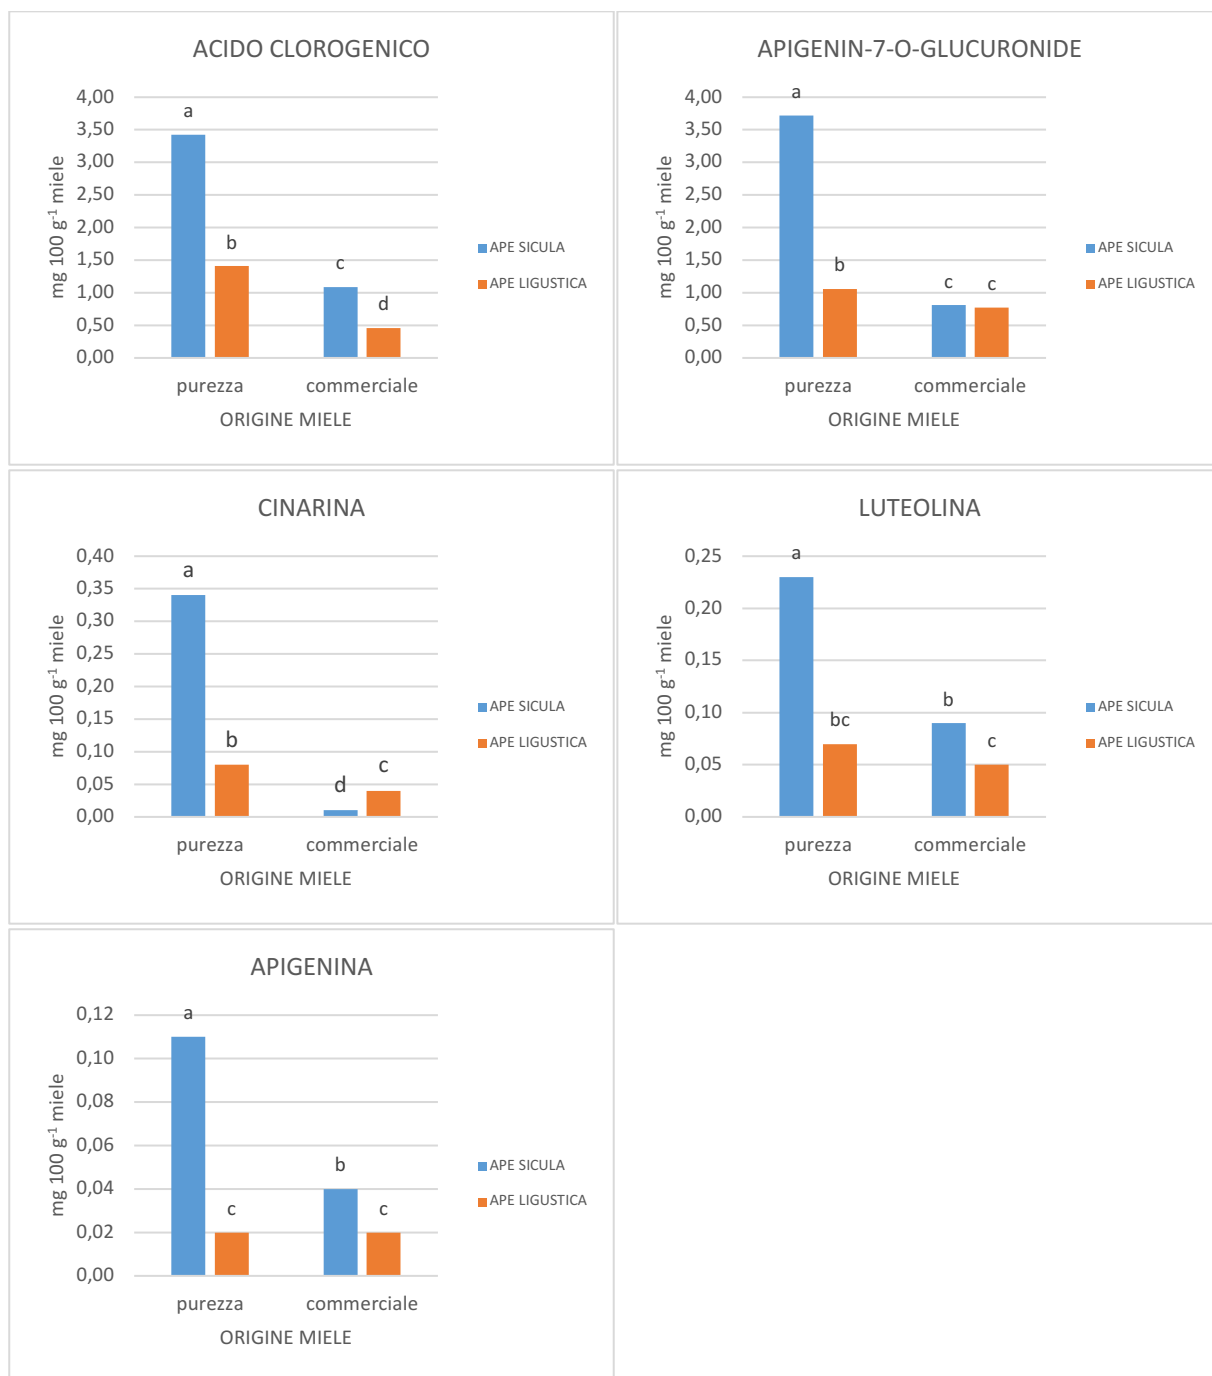 ACIDO CLOROGENICO
4,00
3,50
3,00
2,50
2,00
1,50
1,00
0,50
0,00
mg 100 g⁻¹ miele
a
b
c
d
purezza
commerciale
ORIGINE MIELE
APE SICULA
APE LIGUSTICA
APIGENIN-7-O-GLUCURONIDE
4,00
3,50
3,00
2,50
2,00
1,50
1,00
0,50
0,00
mg 100 g⁻¹ miele
a
b
c
c
purezza
commerciale
ORIGINE MIELE
APE SICULA
APE LIGUSTICA
CINARINA
0,40
0,35
0,30
0,25
0,20
0,15
0,10
0,05
0,00
mg 100 g⁻¹ miele
a
b
d
c
purezza
commerciale
ORIGINE MIELE
APE SICULA
APE LIGUSTICA
LUTEOLINA
0,25
0,20
0,15
0,10
0,05
0,00
mg 100 g⁻¹ miele
a
bc
b
c
purezza
commerciale
ORIGINE MIELE
APE SICULA
APE LIGUSTICA
APIGENINA
0,12
0,10
0,08
0,06
0,04
0,02
0,00
mg 100 g⁻¹ miele
a
c
b
c
purezza
commerciale
ORIGINE MIELE
APE SICULA
APE LIGUSTICA